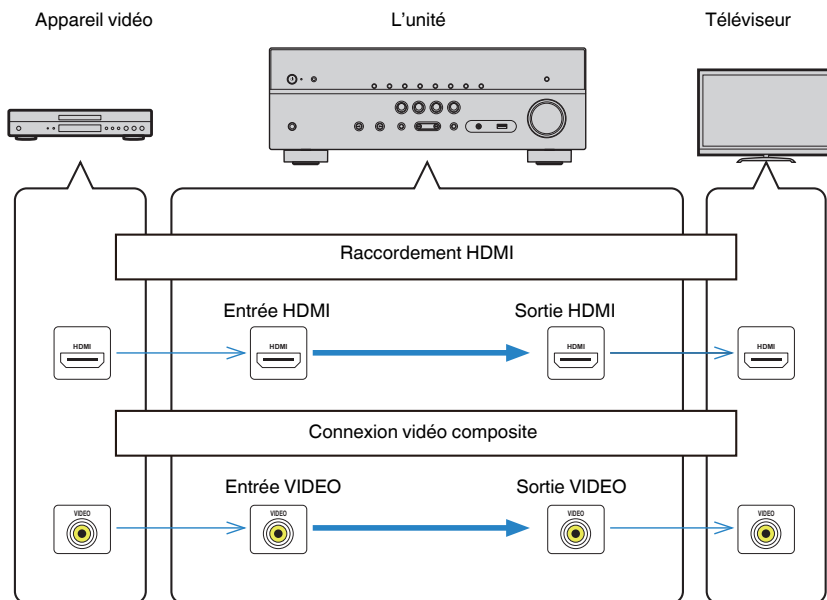 Appareil vidéo
L'unité
Téléviseur
Raccordement HDMI
Entrée HDMI
Sortie HDMI
HDMI
HDMI
HDMI
HDMI
Connexion vidéo composite
Entrée VIDEO
Sortie VIDEO
VIDEO
VIDEO
VIDEO
VIDEO